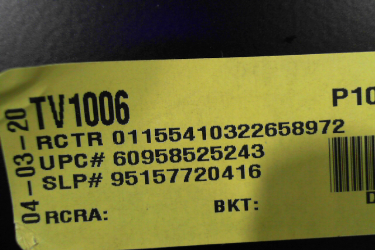 TV1006
P10
RCTR 01155410322658972
UPC# 60958525243
SLP# 95157720416
RCRA:
BKT:
D
04-03-20